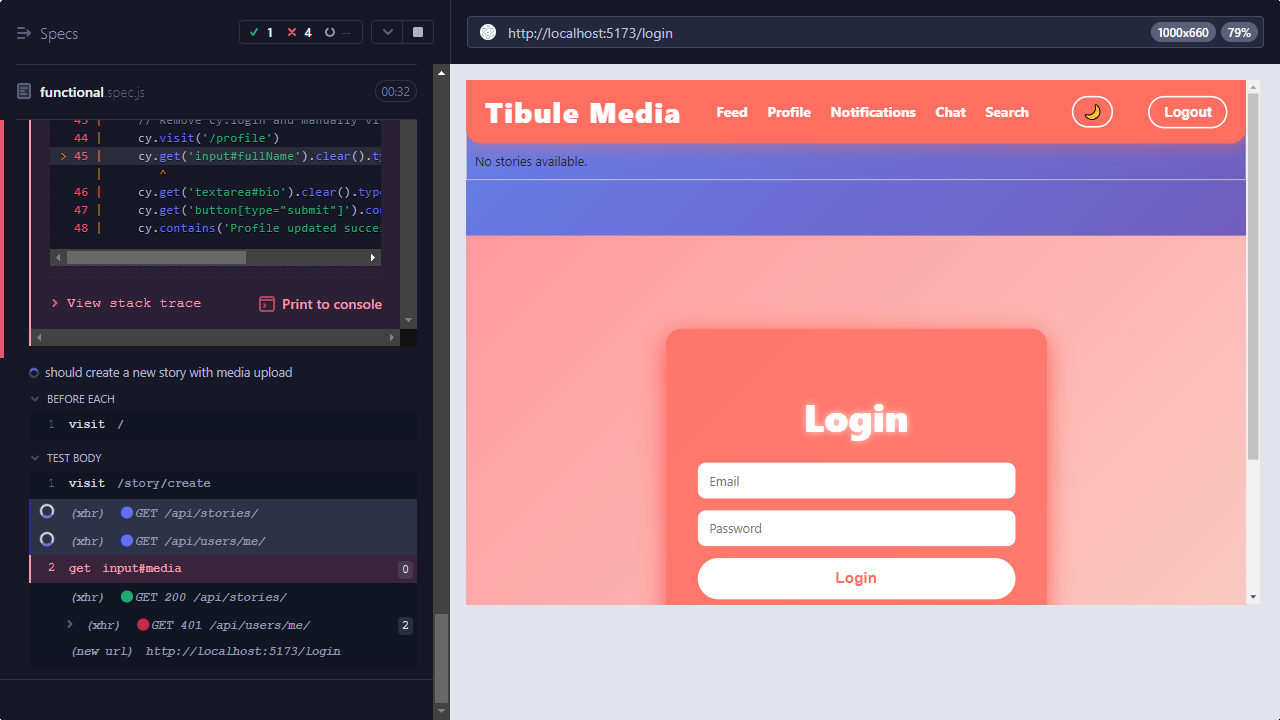 Specs
1 4 --
functional.spec.js 00:32
43 // Remove cy.login and manually vi
44 | cy.visit('/profile')
> 45 | cy.get('input#fullName').clear().ty
| ^
46 | cy.get('textarea#bio').clear().type
47 | cy.get('button[type="submit"]').co
48 | cy.contains('Profile updated succe
View stack trace
Print to console
should create a new story with media upload
BEFORE EACH
1 visit /
TEST BODY
1 visit /story/create
(xhr) GET /api/stories/
(xhr) GET /api/users/me/
2 get input#media 0
(xhr) GET 200 /api/stories/
(xhr) GET 401 /api/users/me/ 2
(new url) http://localhost:5173/login
http://localhost:5173/login 1000x660 79%
Tibule Media Feed Profile Notifications Chat Search Logout
No stories available.
Login
Email
Password
Login